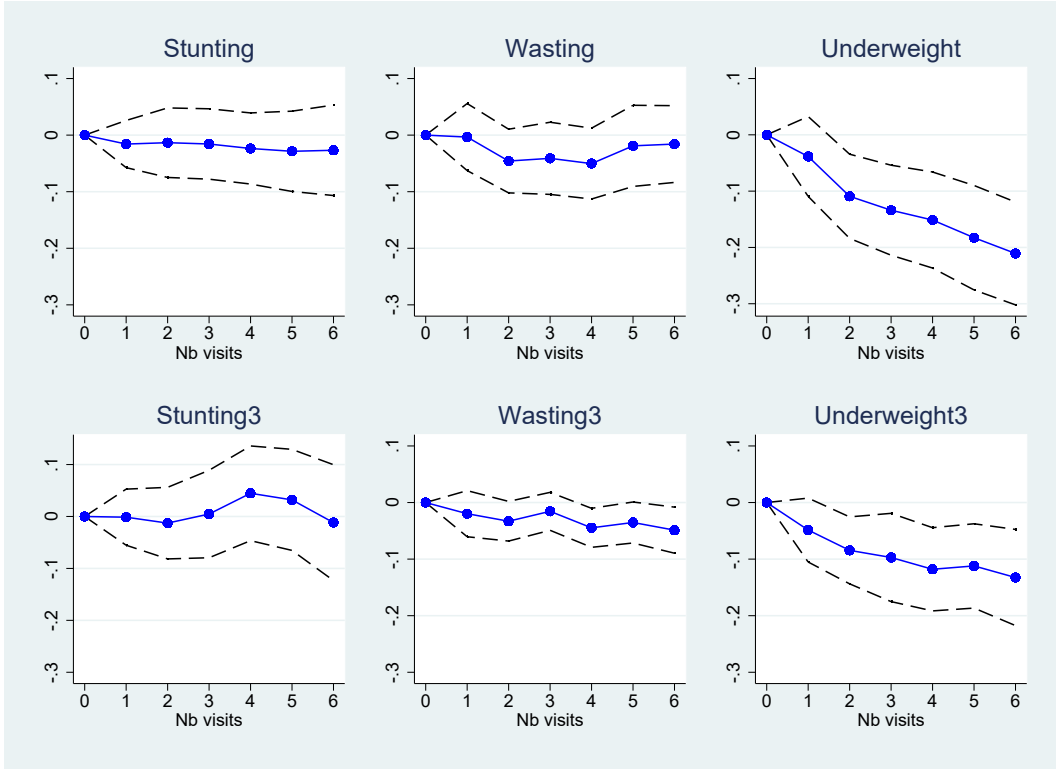 Stunting
Wasting
Underweight
.1
0
-.1
-.2
-.3
0 1 2 3 4 5 6
Nb visits
.1
0
-.1
-.2
-.3
0 1 2 3 4 5 6
Nb visits
.1
0
-.1
-.2
-.3
0 1 2 3 4 5 6
Nb visits
Stunting3
Wasting3
Underweight3
.1
0
-.1
-.2
-.3
0 1 2 3 4 5 6
Nb visits
.1
0
-.1
-.2
-.3
0 1 2 3 4 5 6
Nb visits
.1
0
-.1
-.2
-.3
0 1 2 3 4 5 6
Nb visits